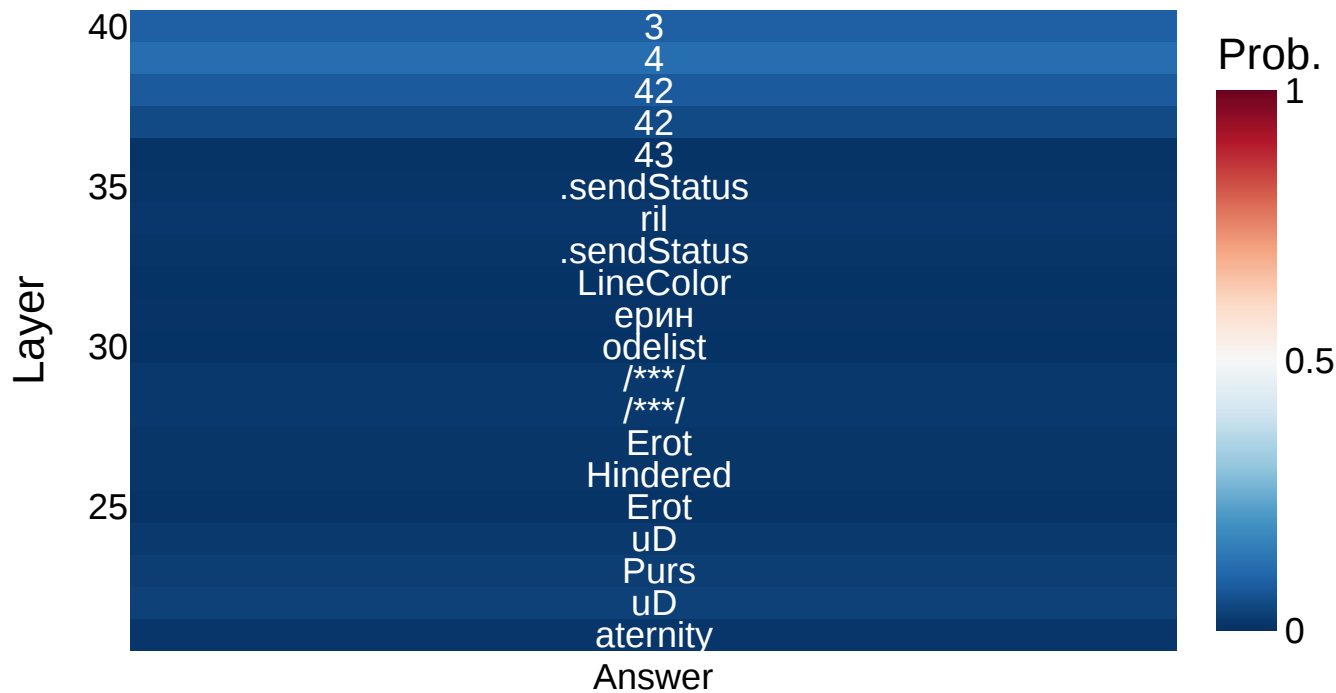 40
3
Prob.
4
1
42
42
43
35
.sendStatus
ril
.sendStatus
LineColor
Layer
ерин
30
odelist
0.5
/***/
/***/
Erot
Hindered
25
Erot
uD
Purs
uD
0
aternity
Answer